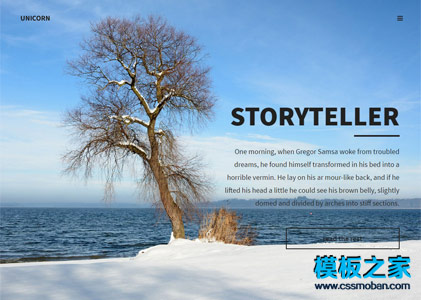 UNICORN
STORYTELLER
One morning, when Gregor Samsa woke from troubled
dreams, he found himself transformed in his bed into a
horrible vermin. He lay on his ar mour-like back, and if he
lifted his head a little he could see his brown belly, slightly
domed and divided by arches into stiff sections.
模板之家
www.cssmoban.com